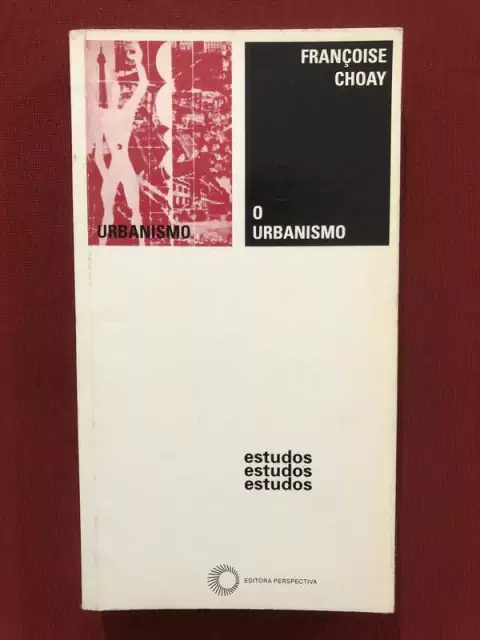 FRANÇOISE
CHOAY
URBANISMO
O
URBANISMO
estudos
estudos
estudos
EDITORA PERSPECTIVA